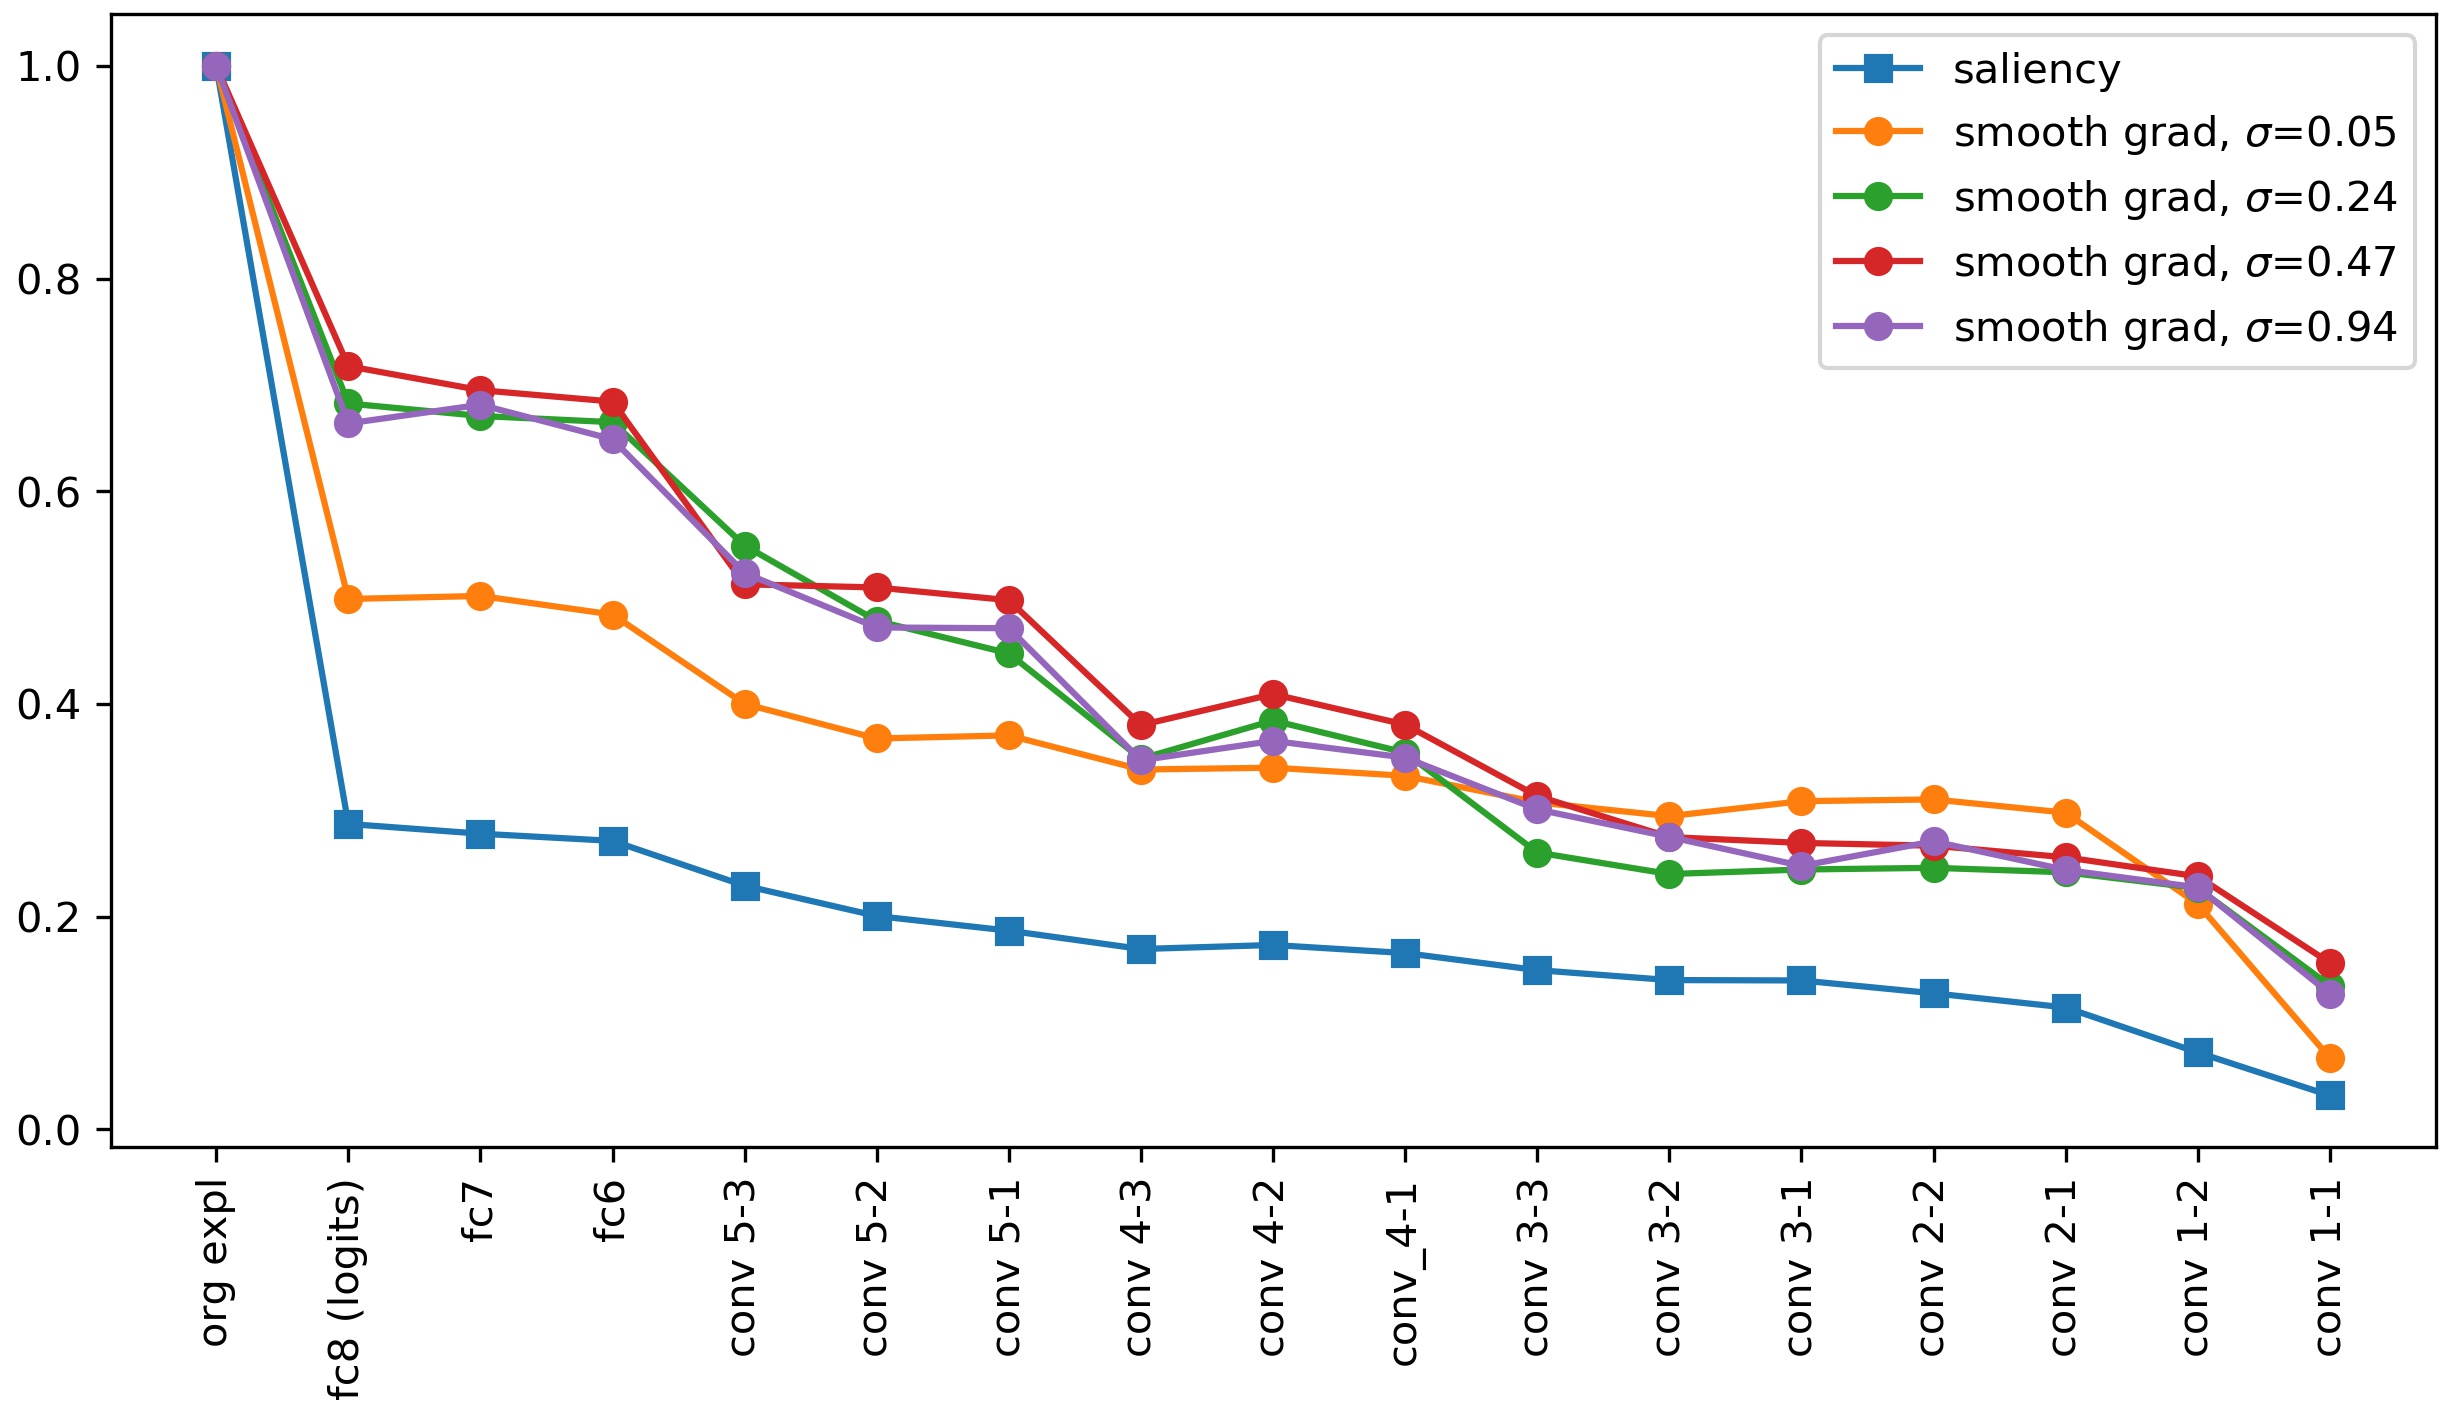 1.0
0.8
0.6
0.4
0.2
0.0
saliency
smooth grad, σ=0.05
smooth grad, σ=0.24
smooth grad, σ=0.47
smooth grad, σ=0.94
org expl
fc8 (logits)
fc7
fc6
conv 5-3
conv 5-2
conv 5-1
conv 4-3
conv 4-2
conv_4-1
conv 3-3
conv 3-2
conv 3-1
conv 2-2
conv 2-1
conv 1-2
conv 1-1